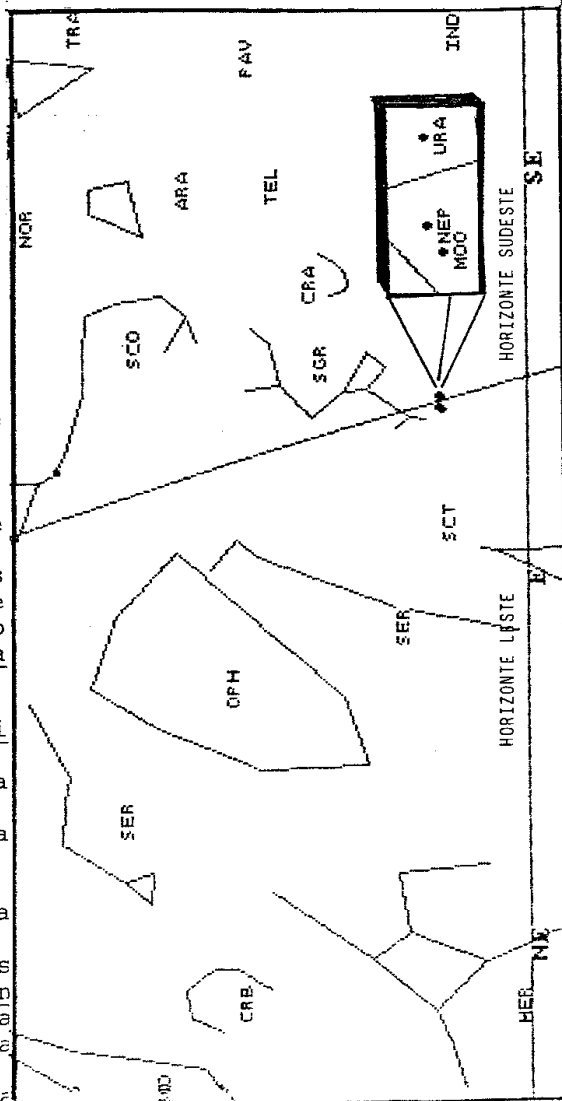 NOR
TRA
SER
SCO
ARA
OPH
CRB
PAV
TEL
CRA
SGR
SER
URA
NEP
MOO
SCT
IND
HORIZONTE LESTE
HORIZONTE SUDESTE
HER
NE
E
SE